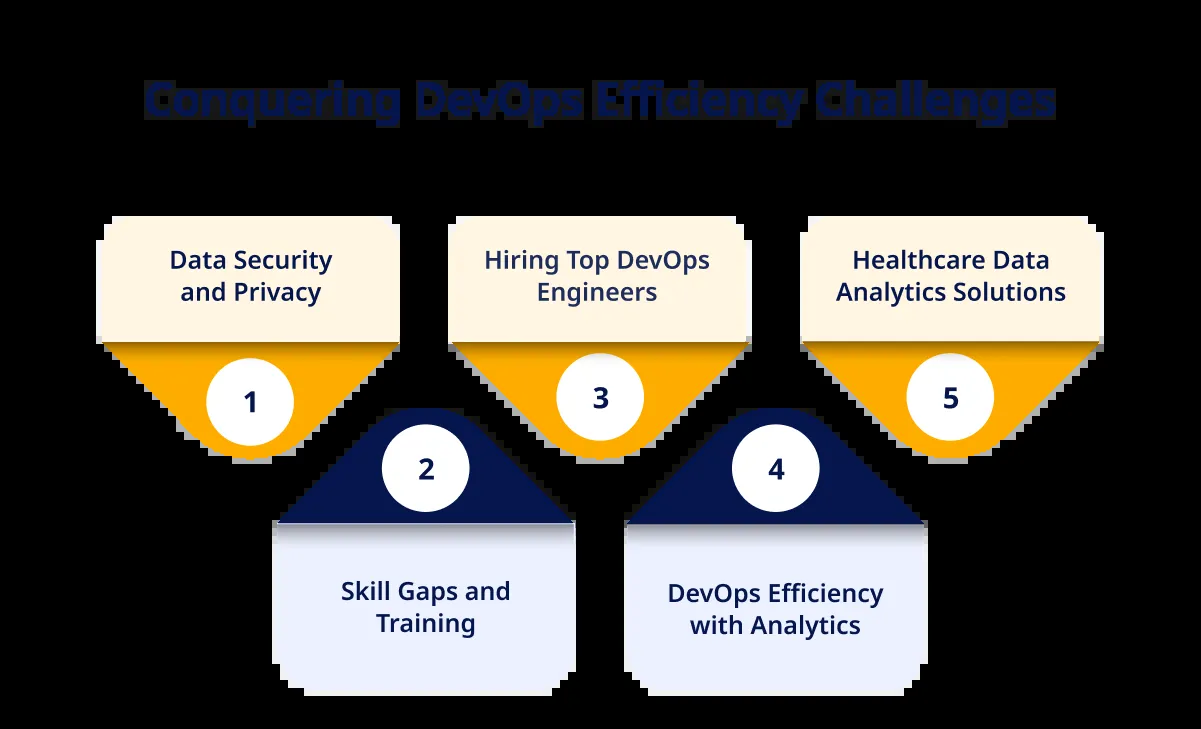 Conquering DevOps Efficiency Challenges
Data Security
and Privacy
1
Skill Gaps and
Training
2
Hiring Top DevOps
Engineers
3
DevOps Efficiency
with Analytics
4
Healthcare Data
Analytics Solutions
5